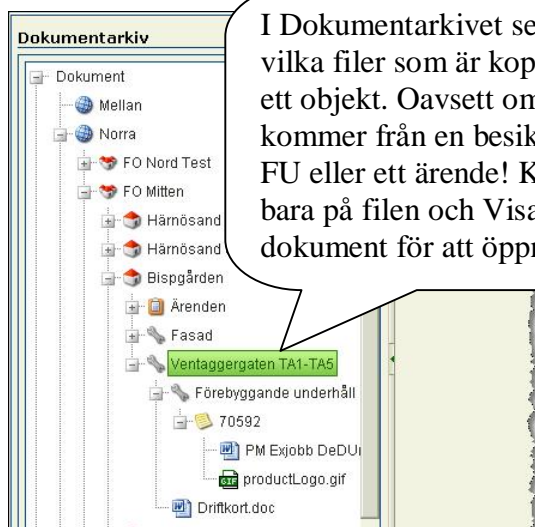 Dokumentarkiv
I Dokumentarkivet se
vilka filer som är kop
ett objekt. Oavsett om
kommer från en besik
FU eller ett ärende! K
bara på filen och Visa
dokument för att öppn
Dokument
Mellan
Norra
FO Nord Test
FO Mitten
Härnösand
Härnösand
Bispgården
Ärenden
Fasad
Ventaggergaten TA1-TA5
Förebyggande underhåll
70592
PM Exjobb DeDU
GIF productLogo.gif
Driftkort.doc